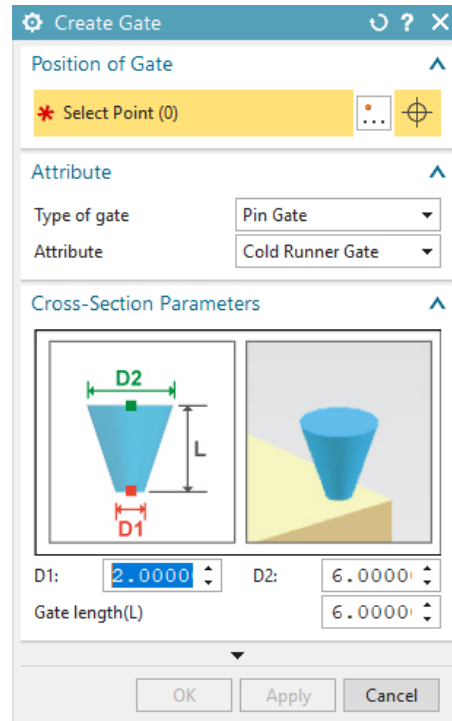 Create Gate ? X
Position of Gate
* Select Point (0) ...
Attribute
Type of gate Pin Gate
Attribute Cold Runner Gate
Cross-Section Parameters
D2
L
D1
D1: 2.0000 D2: 6.0000
Gate length(L) 6.0000
OK Apply Cancel